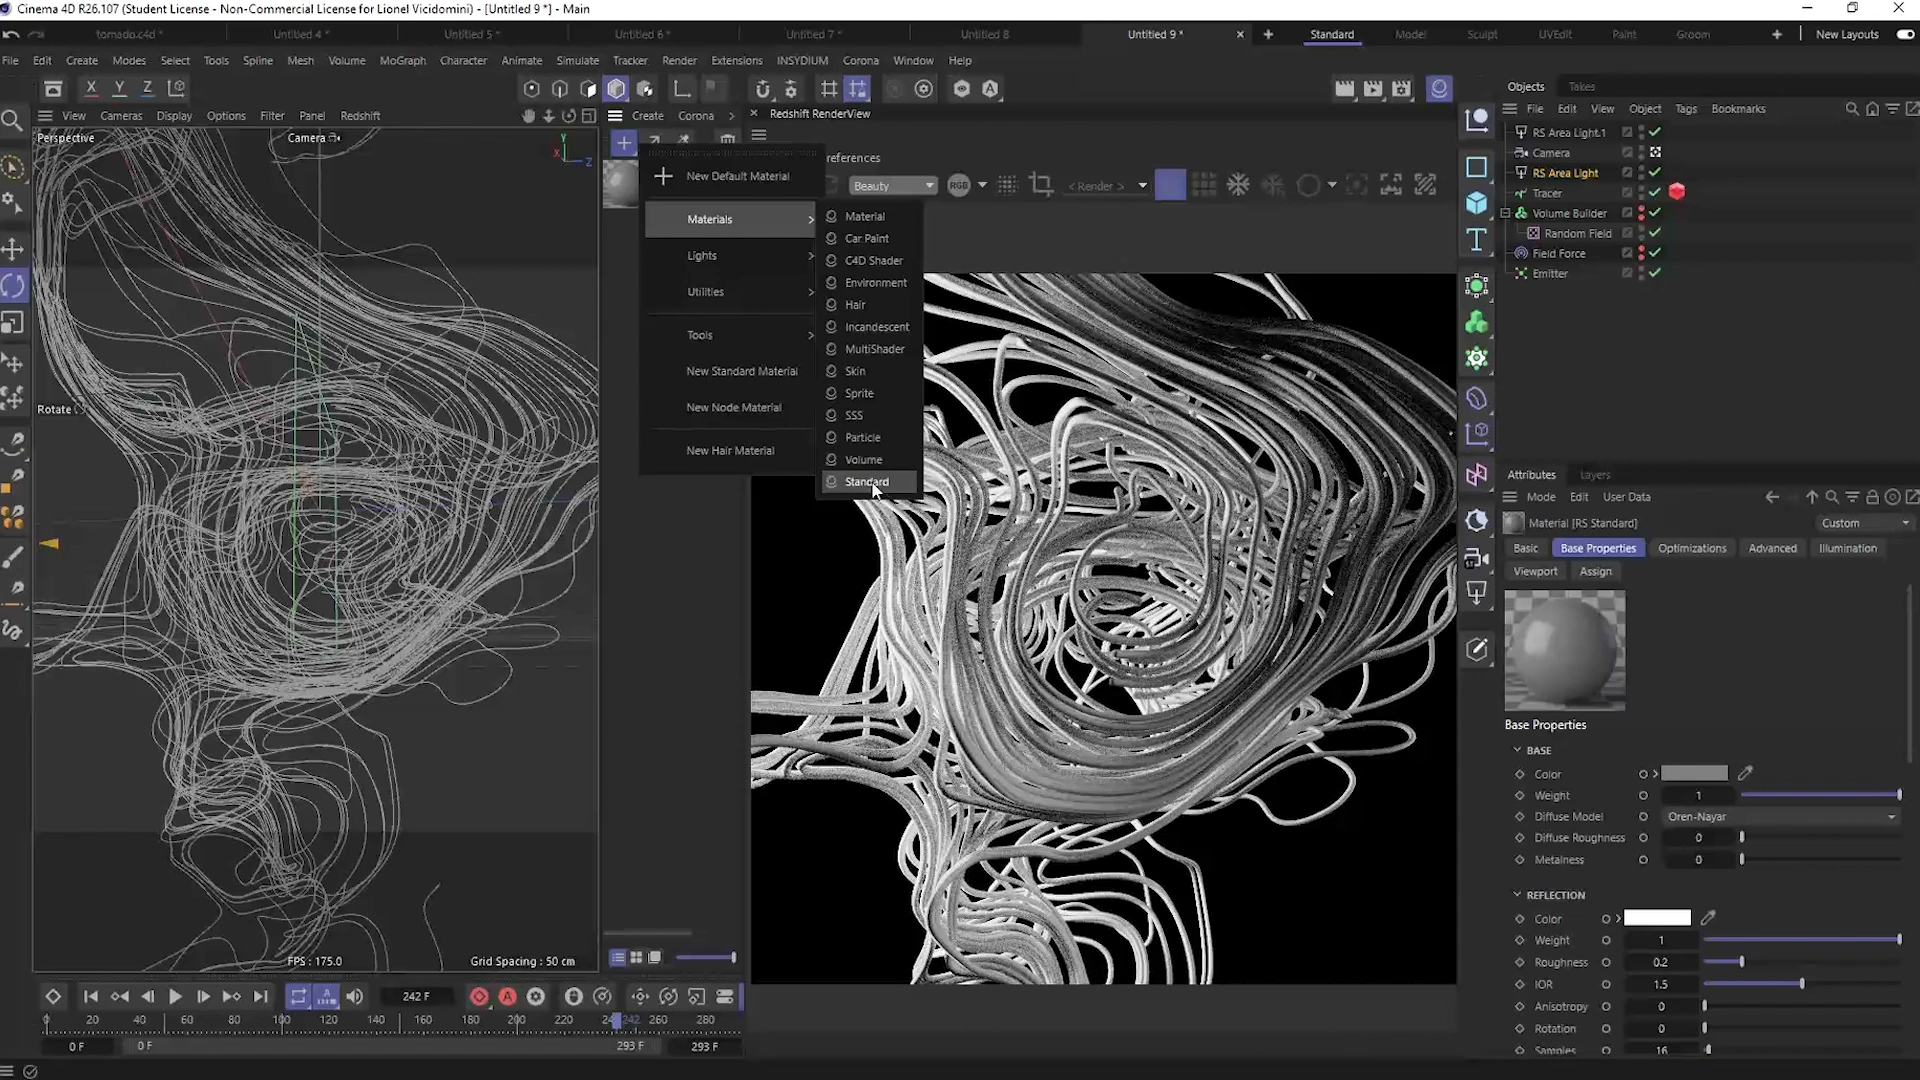 Cinema 4D R26.107 (Student License - Non-Commercial License for Lionel Vicidomini) - [Untitled 9 *] - Main
tornado.c4d * Untitled 4 * Untitled 5 * Untitled 6 * Untitled 7 * Untitled 8 Untitled 9 * Standard Model Sculpt UVEdit Paint Groom New Layouts
File Edit Create Modes Select Tools Spline Mesh Volume MoGraph Character Animate Simulate Tracker Render Extensions INSYDIUM Corona Window Help
X Y Z
View Cameras Display Options Filter Panel Redshift
Create Corona
Redshift RenderView
Perspective
Camera
Y
X
Z
Rotate
FPS : 175.0
Grid Spacing : 50 cm
references
Beauty
RGB
< Render >
New Default Material
Materials
Lights
Utilities
Tools
New Standard Material
New Node Material
New Hair Material
Material
Car Paint
C4D Shader
Environment
Hair
Incandescent
MultiShader
Skin
Sprite
SSS
Particle
Volume
Standard
Objects Takes
File Edit View Object Tags Bookmarks
RS Area Light.1
Camera
RS Area Light
Tracer
Volume Builder
Random Field
Field Force
Emitter
Attributes Layers
Mode Edit User Data
Material [RS Standard]
Custom
Basic Base Properties Optimizations Advanced Illumination
Viewport Assign
Base Properties
BASE
Color
Weight 1
Diffuse Model Oren-Nayar
Diffuse Roughness 0
Metalness 0
REFLECTION
Color
Weight 1
Roughness 0.2
IOR 1.5
Anisotropy 0
Rotation 0
Samples 16
242 F
0 20 40 60 80 100 120 140 160 180 200 220 242 260 280
0 F 0 F 293 F 293 F